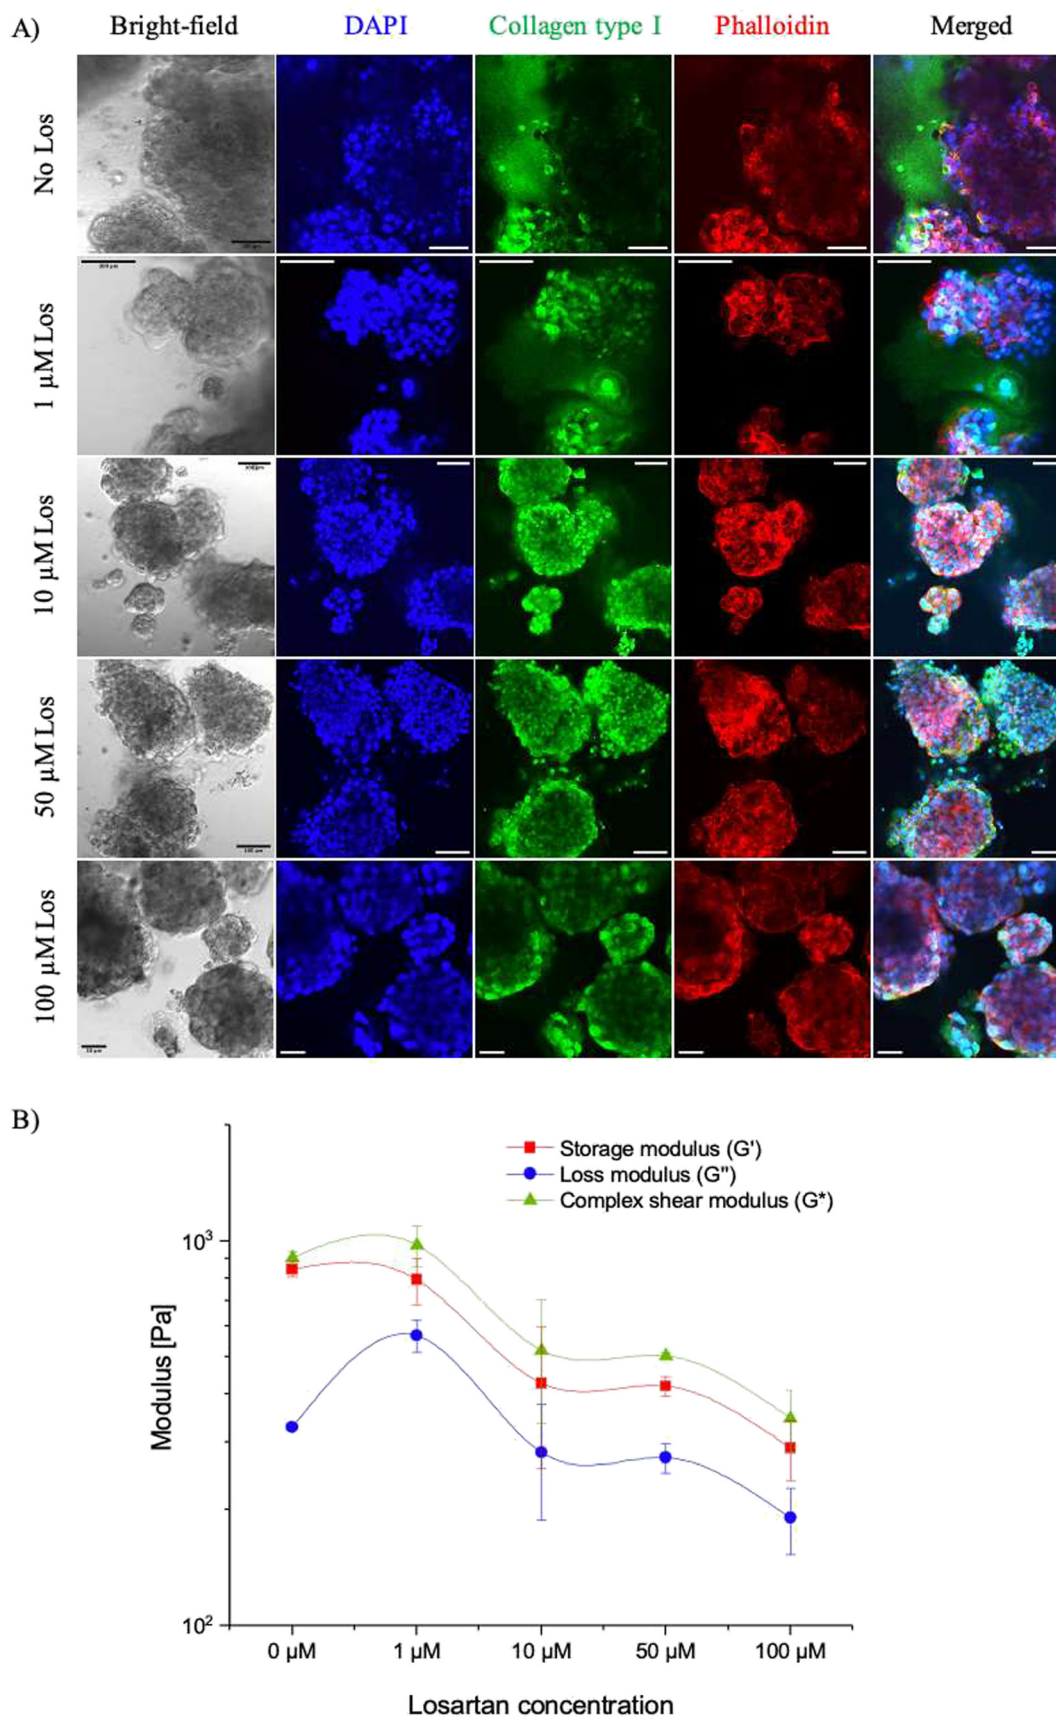 A)
Bright-field DAPI Collagen type I Phalloidin Merged
No Los
1 µM Los
10 µM Los
50 µM Los
100 µM Los
B)
Storage modulus (G')
Loss modulus (G")
Complex shear modulus (G*)
Modulus [Pa]
10³
10²
0 µM 1 µM 10 µM 50 µM 100 µM
Losartan concentration